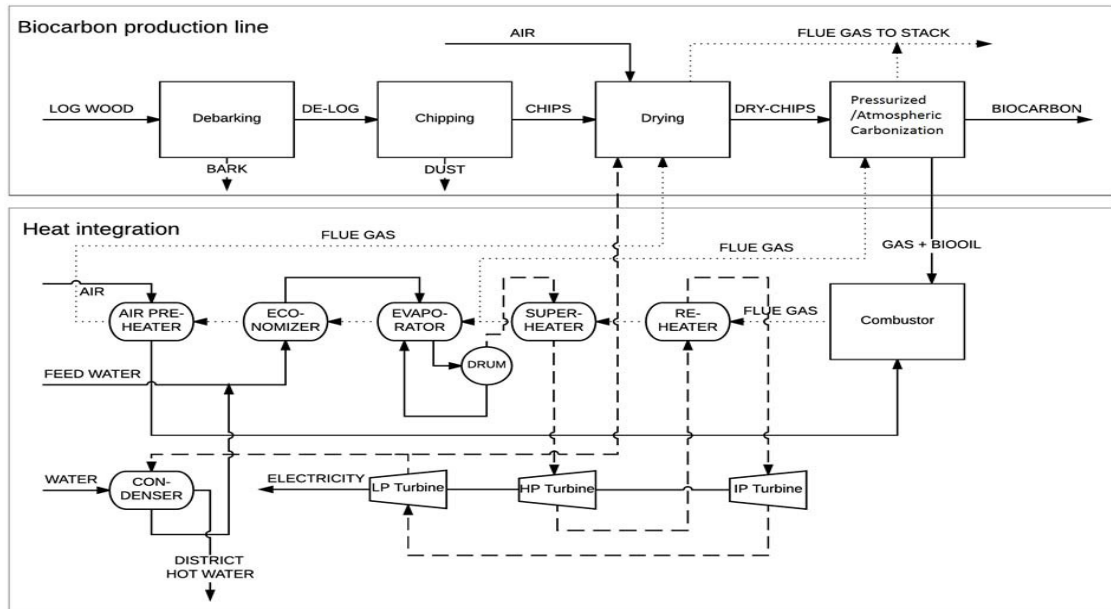 Biocarbon production line
AIR
FLUE GAS TO STACK
LOG WOOD
Debarking
DE-LOG
Chipping
CHIPS
Drying
DRY-CHIPS
Pressurized
/Atmospheric
Carbonization
BIOCARBON
BARK
DUST
Heat integration
FLUE GAS
FLUE GAS
GAS + BIOOIL
AIR
AIR PRE-
HEATER
ECO-
NOMIZER
EVAPO-
RATOR
SUPER-
HEATER
RE-
HEATER
FLUE GAS
Combustor
DRUM
FEED WATER
WATER
CON-
DENSER
ELECTRICITY
LP Turbine
HP Turbine
IP Turbine
DISTRICT
HOT WATER